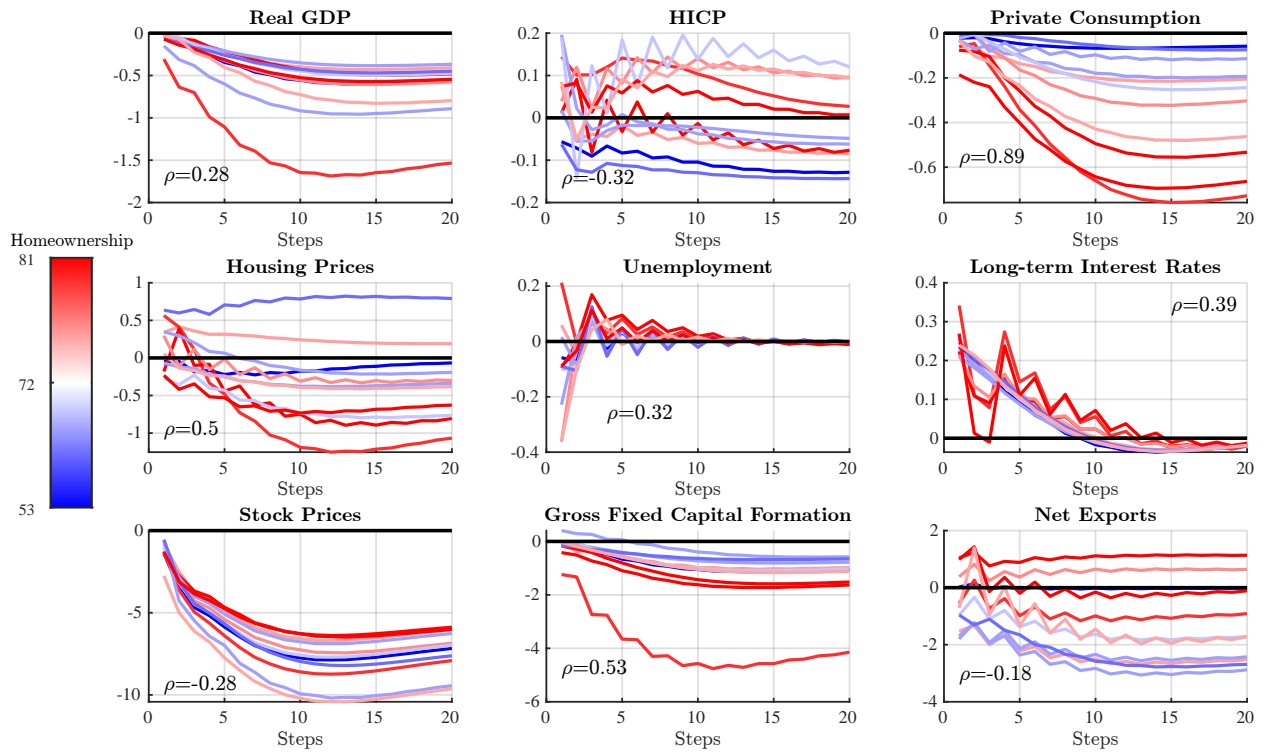 Real GDP
0
-0.5
-1
-1.5
-2
ρ=0.28
0 5 10 15 20
Steps
HICP
0.2
0.1
0
-0.1
-0.2
ρ=-0.32
0 5 10 15 20
Steps
Private Consumption
0
-0.2
-0.4
-0.6
ρ=0.89
0 5 10 15 20
Steps
Homeownership
81
72
53
Housing Prices
1
0.5
0
-0.5
-1
ρ=0.5
0 5 10 15 20
Steps
Unemployment
0.2
0
-0.2
-0.4
ρ=0.32
0 5 10 15 20
Steps
Long-term Interest Rates
0.4
0.3
0.2
0.1
0
ρ=0.39
0 5 10 15 20
Steps
Stock Prices
0
-5
-10
ρ=-0.28
0 5 10 15 20
Steps
Gross Fixed Capital Formation
0
-2
-4
-6
ρ=0.53
0 5 10 15 20
Steps
Net Exports
2
0
-2
-4
ρ=-0.18
0 5 10 15 20
Steps